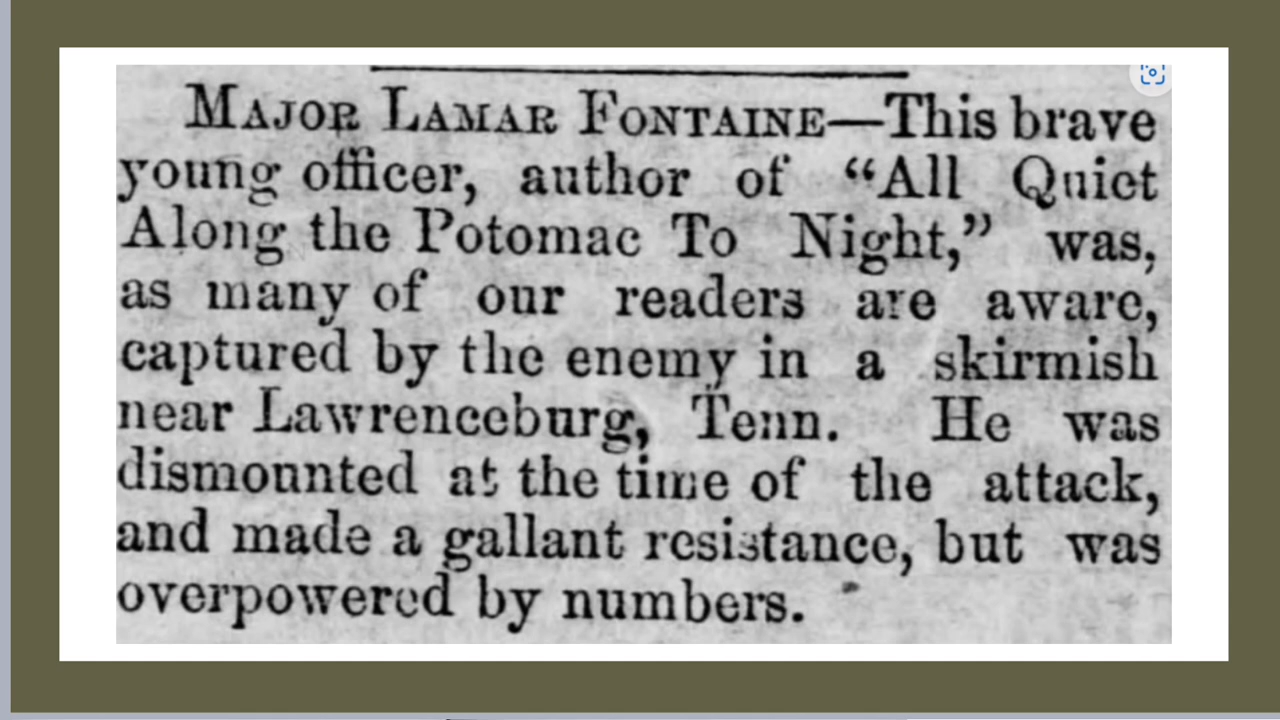 MAJOR LAMAR FONTAINE—This brave
young officer, author of “All Quiet
Along the Potomac To Night,” was,
as many of our readers are aware,
captured by the enemy in a skirmish
near Lawrenceburg, Tenn. He was
dismounted at the time of the attack,
and made a gallant resistance, but was
overpowered by numbers.